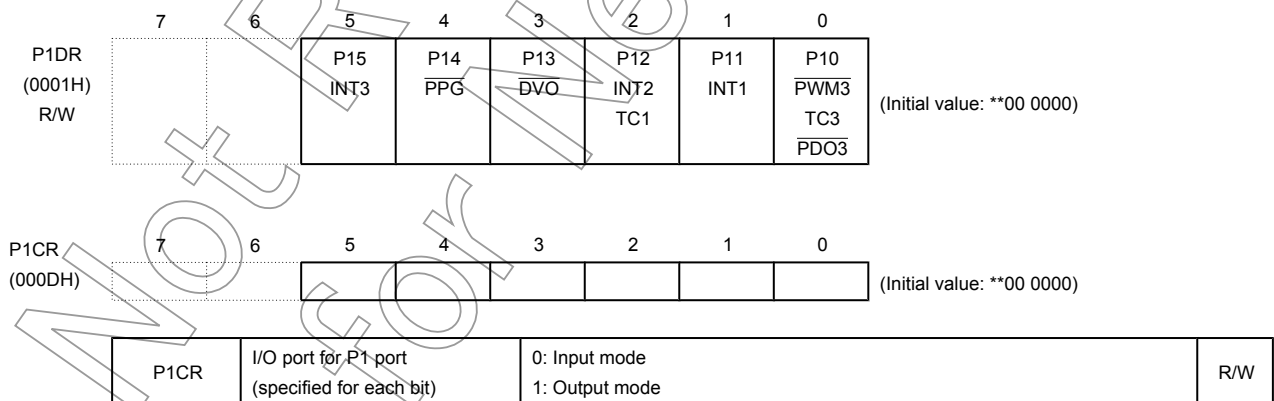 7 6 5 4 3 2 1 0
P1DR
(0001H)
R/W
P15
INT3
P14
PPG
P13
DVO
P12
INT2
TC1
P11
INT1
P10
PWM3
TC3
PDO3
(Initial value: **00 0000)
P1CR
(000DH)
7 6 5 4 3 2 1 0
(Initial value: **00 0000)
P1CR
I/O port for P1 port
(specified for each bit)
0: Input mode
1: Output mode
R/W
Not R
for Ne